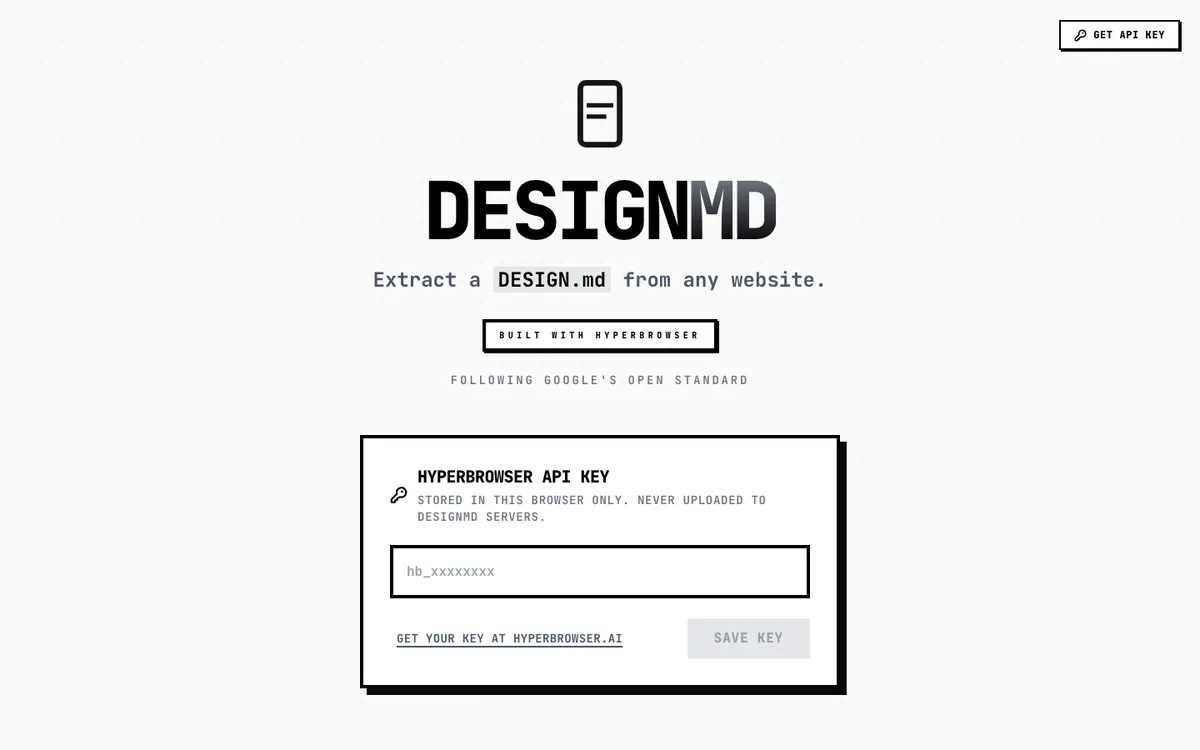 GET API KEY
DESIGNMD
Extract a DESIGN.md from any website.
BUILT WITH HYPERBROWSER
FOLLOWING GOOGLE'S OPEN STANDARD
HYPERBROWSER API KEY
STORED IN THIS BROWSER ONLY. NEVER UPLOADED TO
DESIGNMD SERVERS.
hb_xxxxxxxx
GET YOUR KEY AT HYPERBROWSER.AI
SAVE KEY